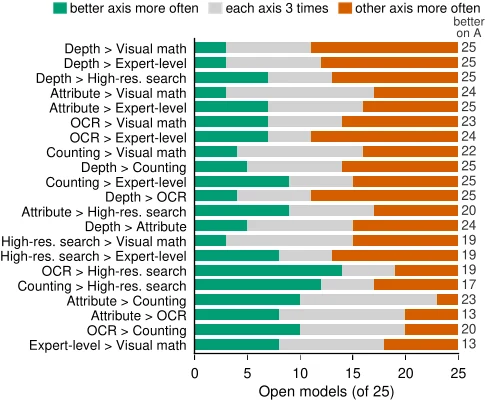 better axis more often each axis 3 times other axis more often
better
on A
Depth > Visual math 25
Depth > Expert-level 25
Depth > High-res. search 25
Attribute > Visual math 24
Attribute > Expert-level 25
OCR > Visual math 23
OCR > Expert-level 24
Counting > Visual math 22
Depth > Counting 25
Counting > Expert-level 25
Depth > OCR 25
Attribute > High-res. search 20
Depth > Attribute 24
High-res. search > Visual math 19
High-res. search > Expert-level 19
OCR > High-res. search 19
Counting > High-res. search 17
Attribute > Counting 23
Attribute > OCR 13
OCR > Counting 20
Expert-level > Visual math 13
0 5 10 15 20 25
Open models (of 25)